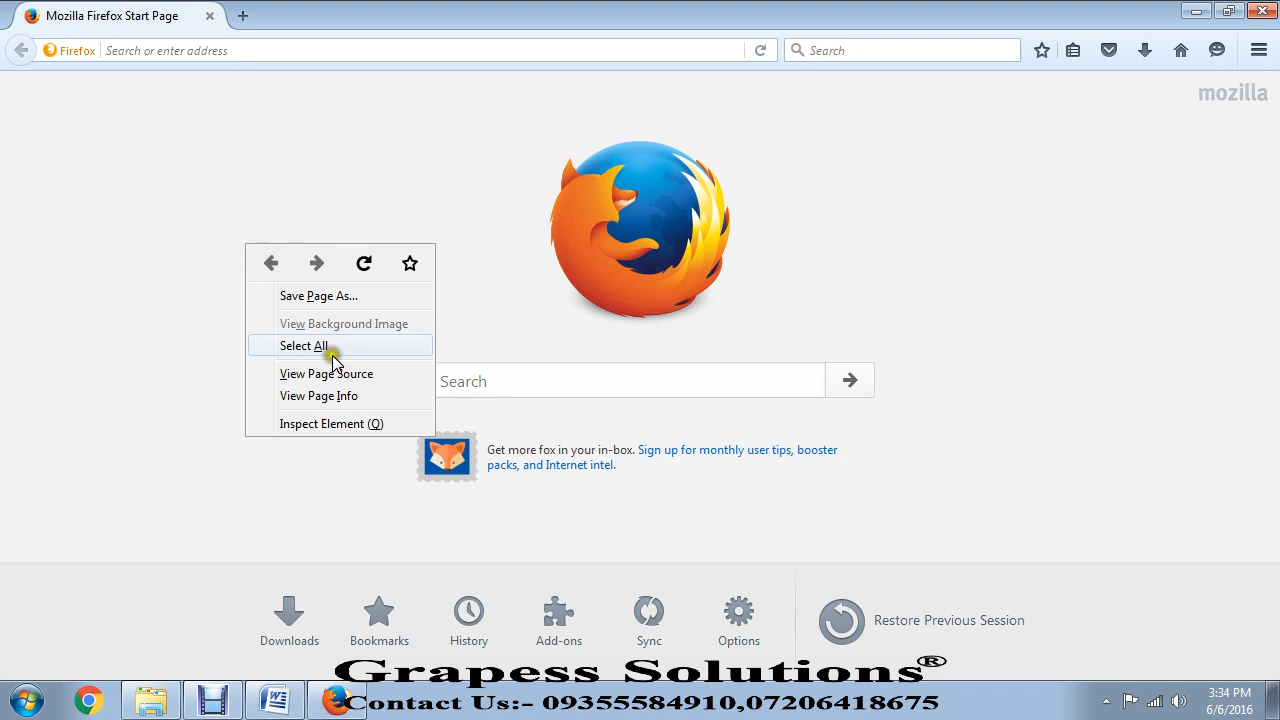 Mozilla Firefox Start Page
Firefox Search or enter address
Search
mozilla
Save Page As...
View Background Image
Select All
View Page Source
View Page Info
Inspect Element (Q)
Search
Get more fox in your in-box. Sign up for monthly user tips, booster
packs, and Internet intel.
Downloads Bookmarks History Add-ons Sync Options Restore Previous Session
Grapess Solutions®
Contact Us:- 09355584910,07206418675
3:34 PM
6/6/2016